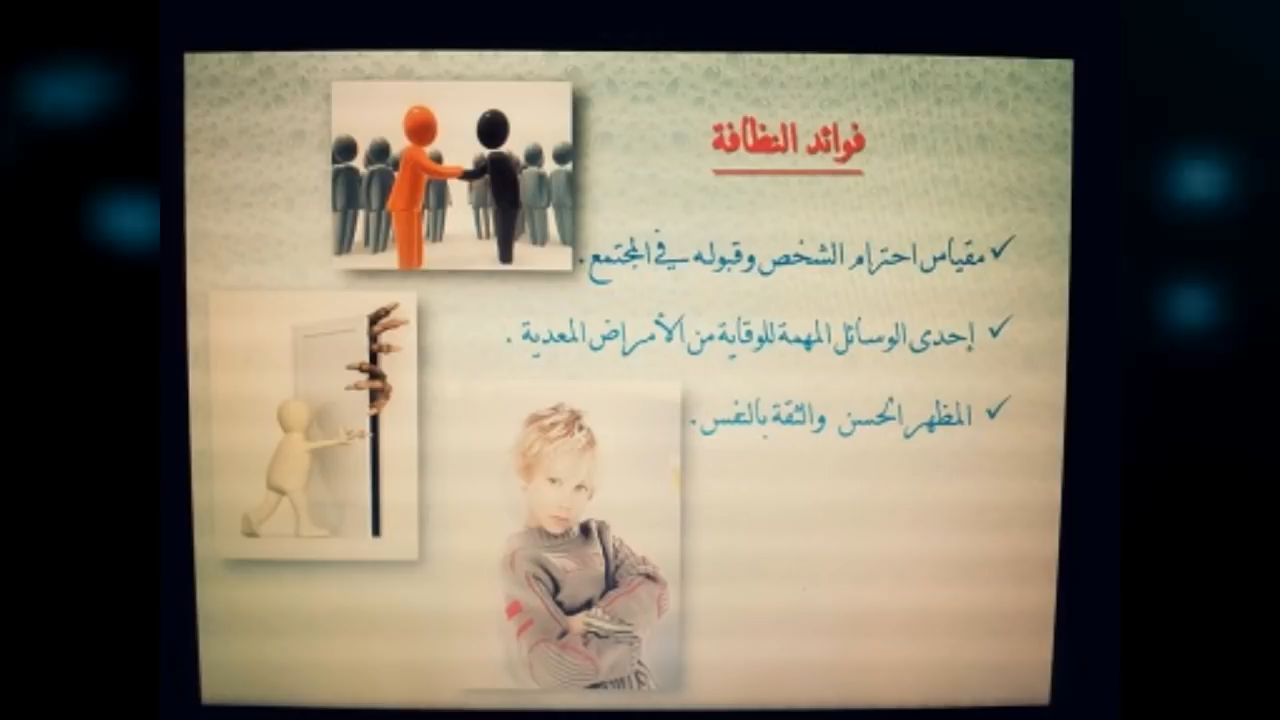 فوائد النظافة
✓ مقياس احترام الشخص وقبوله في المجتمع .
✓ إحدى الوسائل المهمة للوقاية من الأمراض المعدية .
✓ المظهر الحسن والثقة بالنفس .